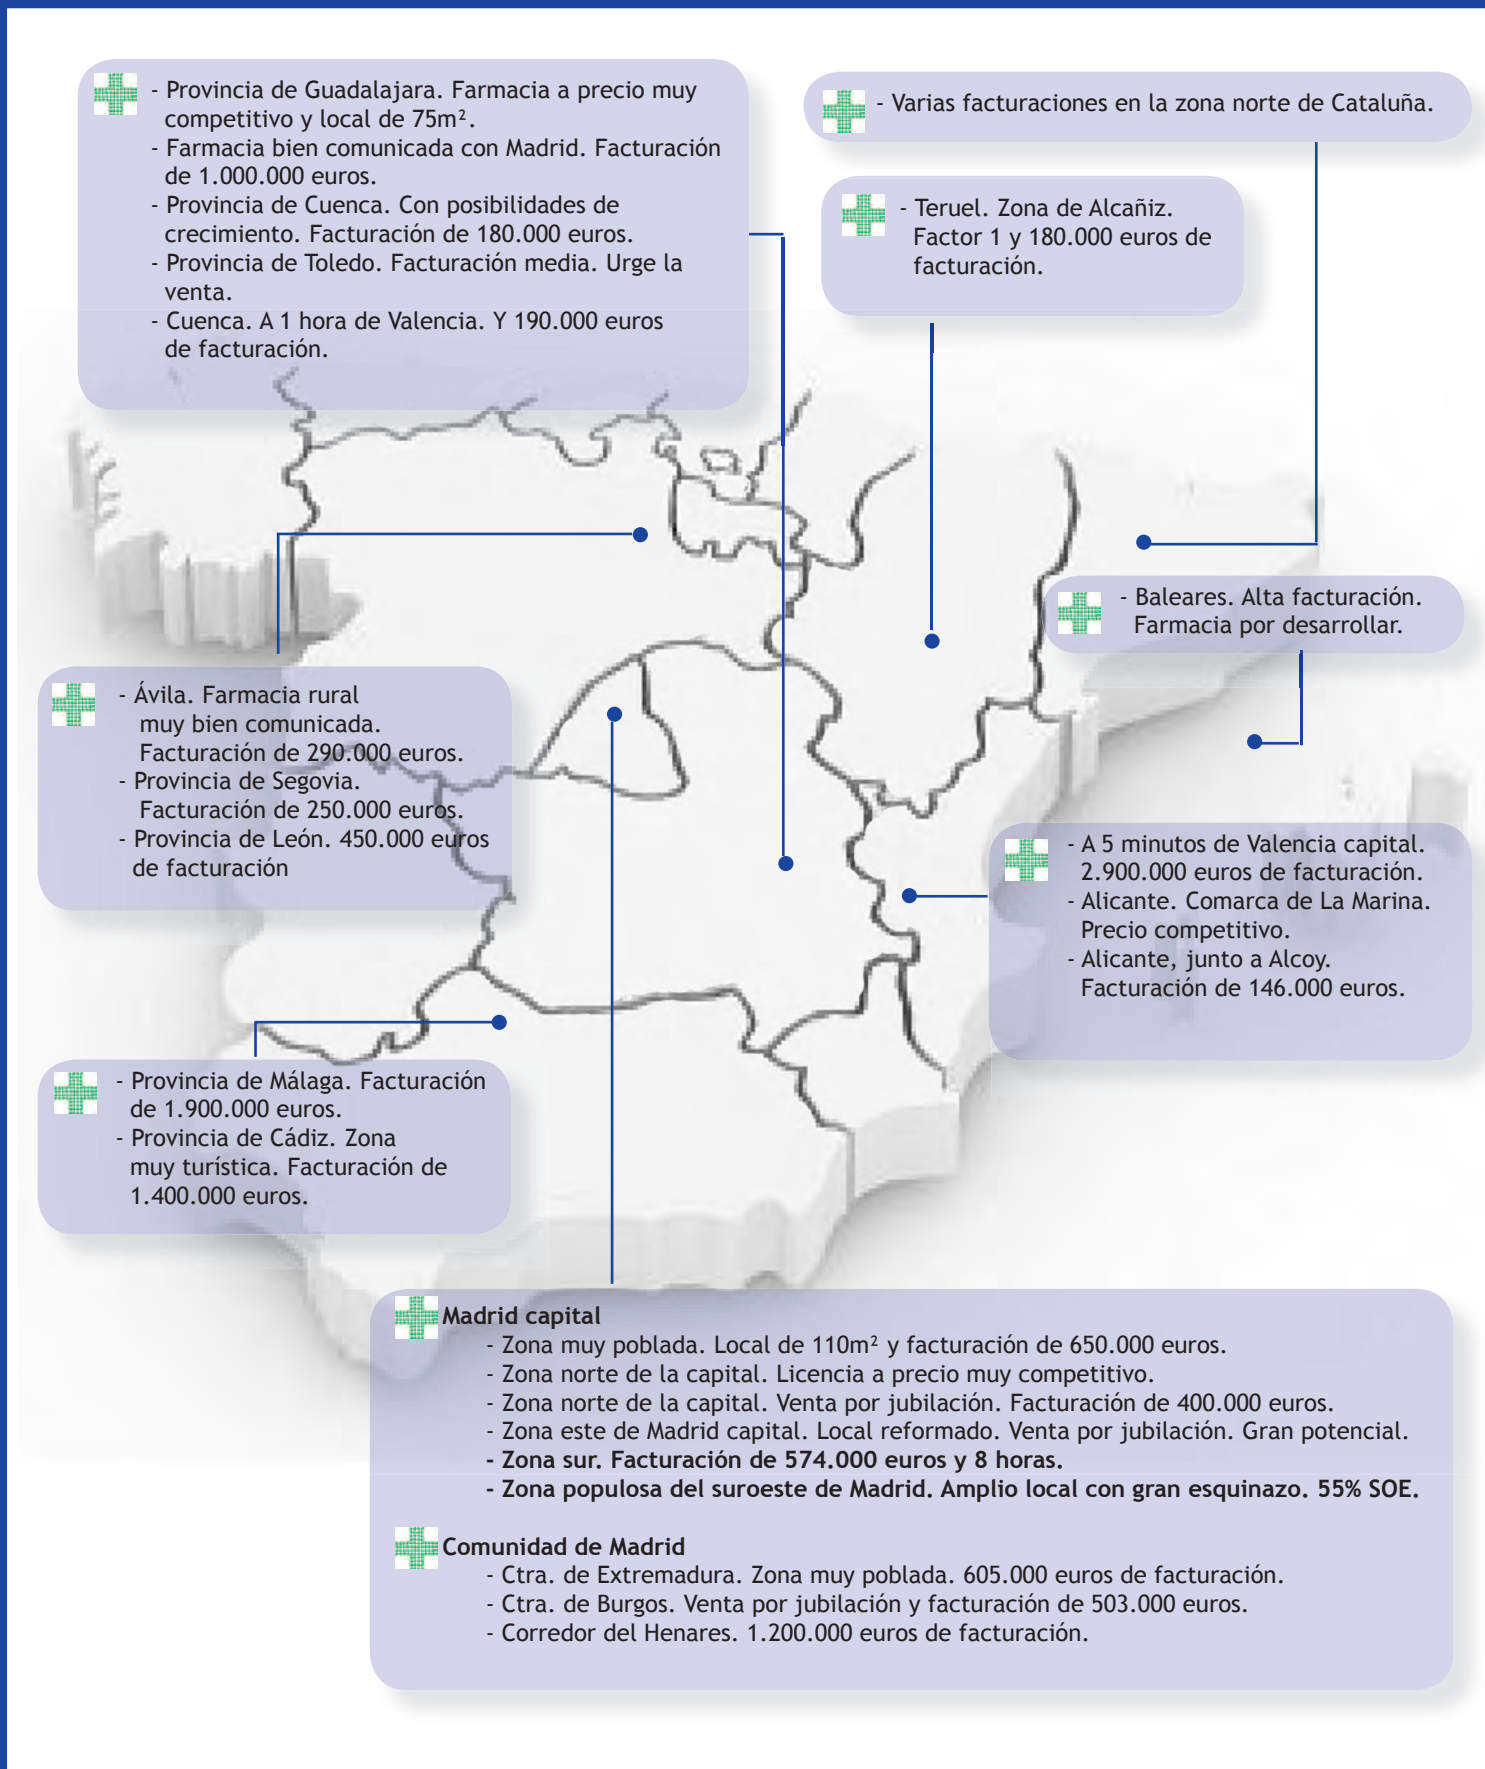 - Provincia de Guadalajara. Farmacia a precio muy
competitivo y local de 75m².
- Farmacia bien comunicada con Madrid. Facturación
de 1.000.000 euros.
- Provincia de Cuenca. Con posibilidades de
crecimiento. Facturación de 180.000 euros.
- Provincia de Toledo. Facturación media. Urge la
venta.
- Cuenca. A 1 hora de Valencia. Y 190.000 euros
de facturación.
- Varias facturaciones en la zona norte de Cataluña.
- Teruel. Zona de Alcañiz.
Factor 1 y 180.000 euros de
facturación.
- Baleares. Alta facturación.
Farmacia por desarrollar.
- Ávila. Farmacia rural
muy bien comunicada.
Facturación de 290.000 euros.
- Provincia de Segovia.
Facturación de 250.000 euros.
- Provincia de León. 450.000 euros
de facturación
- A 5 minutos de Valencia capital.
2.900.000 euros de facturación.
- Alicante. Comarca de La Marina.
Precio competitivo.
- Alicante, junto a Alcoy.
Facturación de 146.000 euros.
- Provincia de Málaga. Facturación
de 1.900.000 euros.
- Provincia de Cádiz. Zona
muy turística. Facturación de
1.400.000 euros.
Madrid capital
- Zona muy poblada. Local de 110m² y facturación de 650.000 euros.
- Zona norte de la capital. Licencia a precio muy competitivo.
- Zona norte de la capital. Venta por jubilación. Facturación de 400.000 euros.
- Zona este de Madrid capital. Local reformado. Venta por jubilación. Gran potencial.
- Zona sur. Facturación de 574.000 euros y 8 horas.
- Zona populosa del suroeste de Madrid. Amplio local con gran esquinazo. 55% SOE.
Comunidad de Madrid
- Ctra. de Extremadura. Zona muy poblada. 605.000 euros de facturación.
- Ctra. de Burgos. Venta por jubilación y facturación de 503.000 euros.
- Corredor del Henares. 1.200.000 euros de facturación.